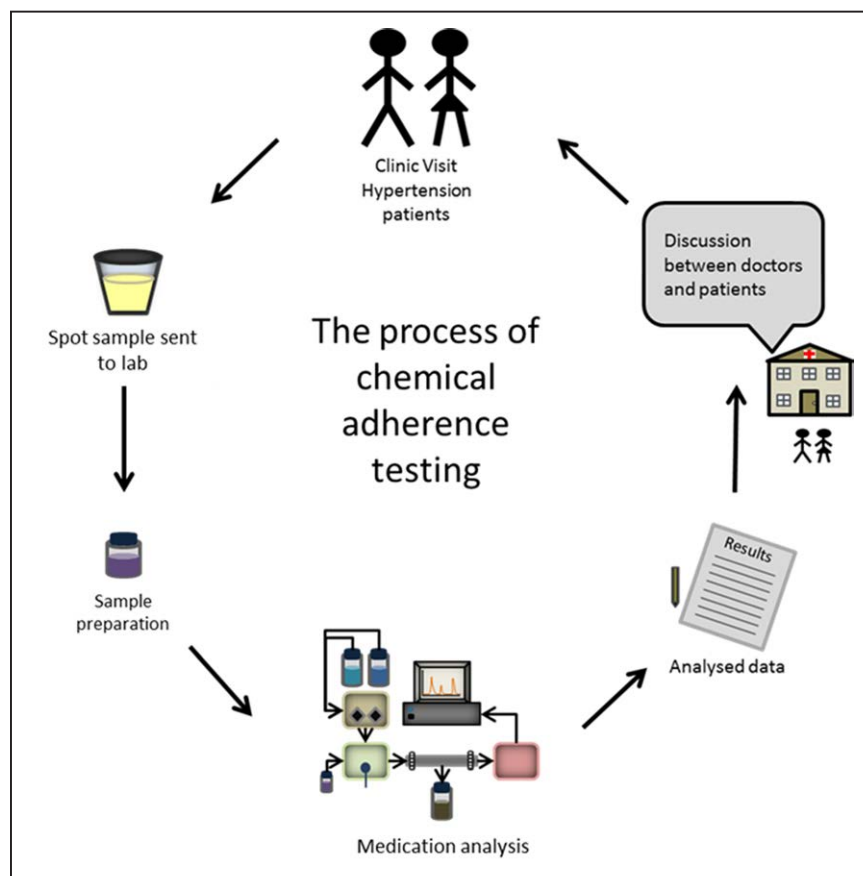 Clinic Visit
Hypertension
patients
Spot sample sent
to lab
Sample
preparation
Medication analysis
Results
Analysed data
Discussion
between doctors
and patients
The process of
chemical
adherence
testing